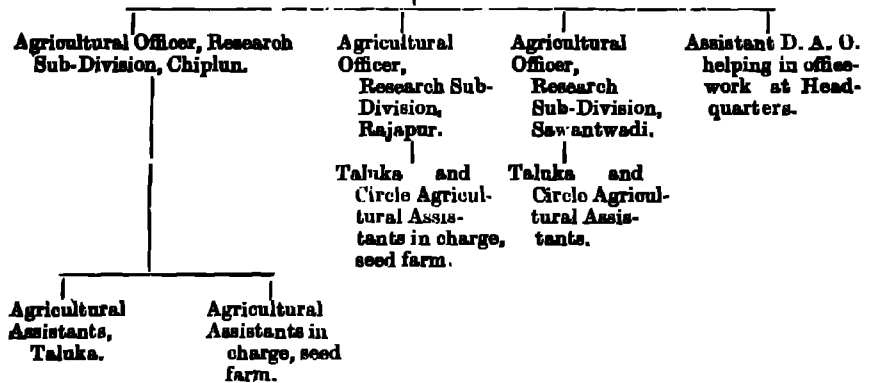 Agricultural Officer, Research
Sub-Division, Chiplun.
Agricultural
Officer,
Research Sub-
Division,
Rajapur.
Agricultural
Officer,
Research
Sub-Division,
Sawantwadi.
Assistant D. A. O.
helping in office-
work at Head-
quarters.
Taluka and
Circle Agricul-
tural Assis-
tants in charge,
seed farm.
Taluka and
Circle Agricul-
tural Assis-
tants.
Agricultural
Assistants,
Taluka.
Agricultural
Assistants in
charge, seed
farm.